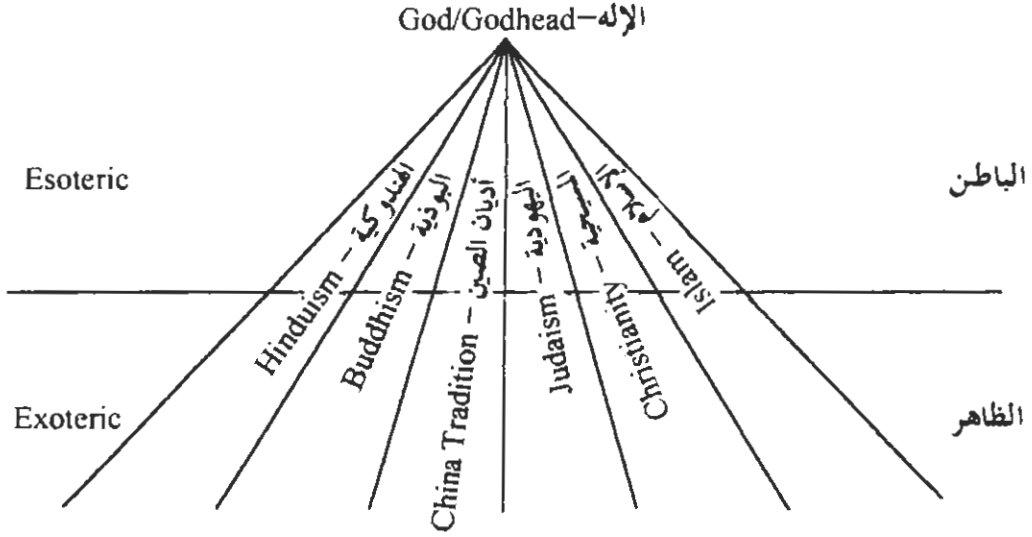 God/Godhead–الإله
Esoteric
الباطن
Hinduism – الهندوكية
Buddhism – البوذية
China Tradition – أديان الصين
Judaism – اليهودية
Christianity – المسيحية
Islam – الإسلام
Exoteric
الظاهر